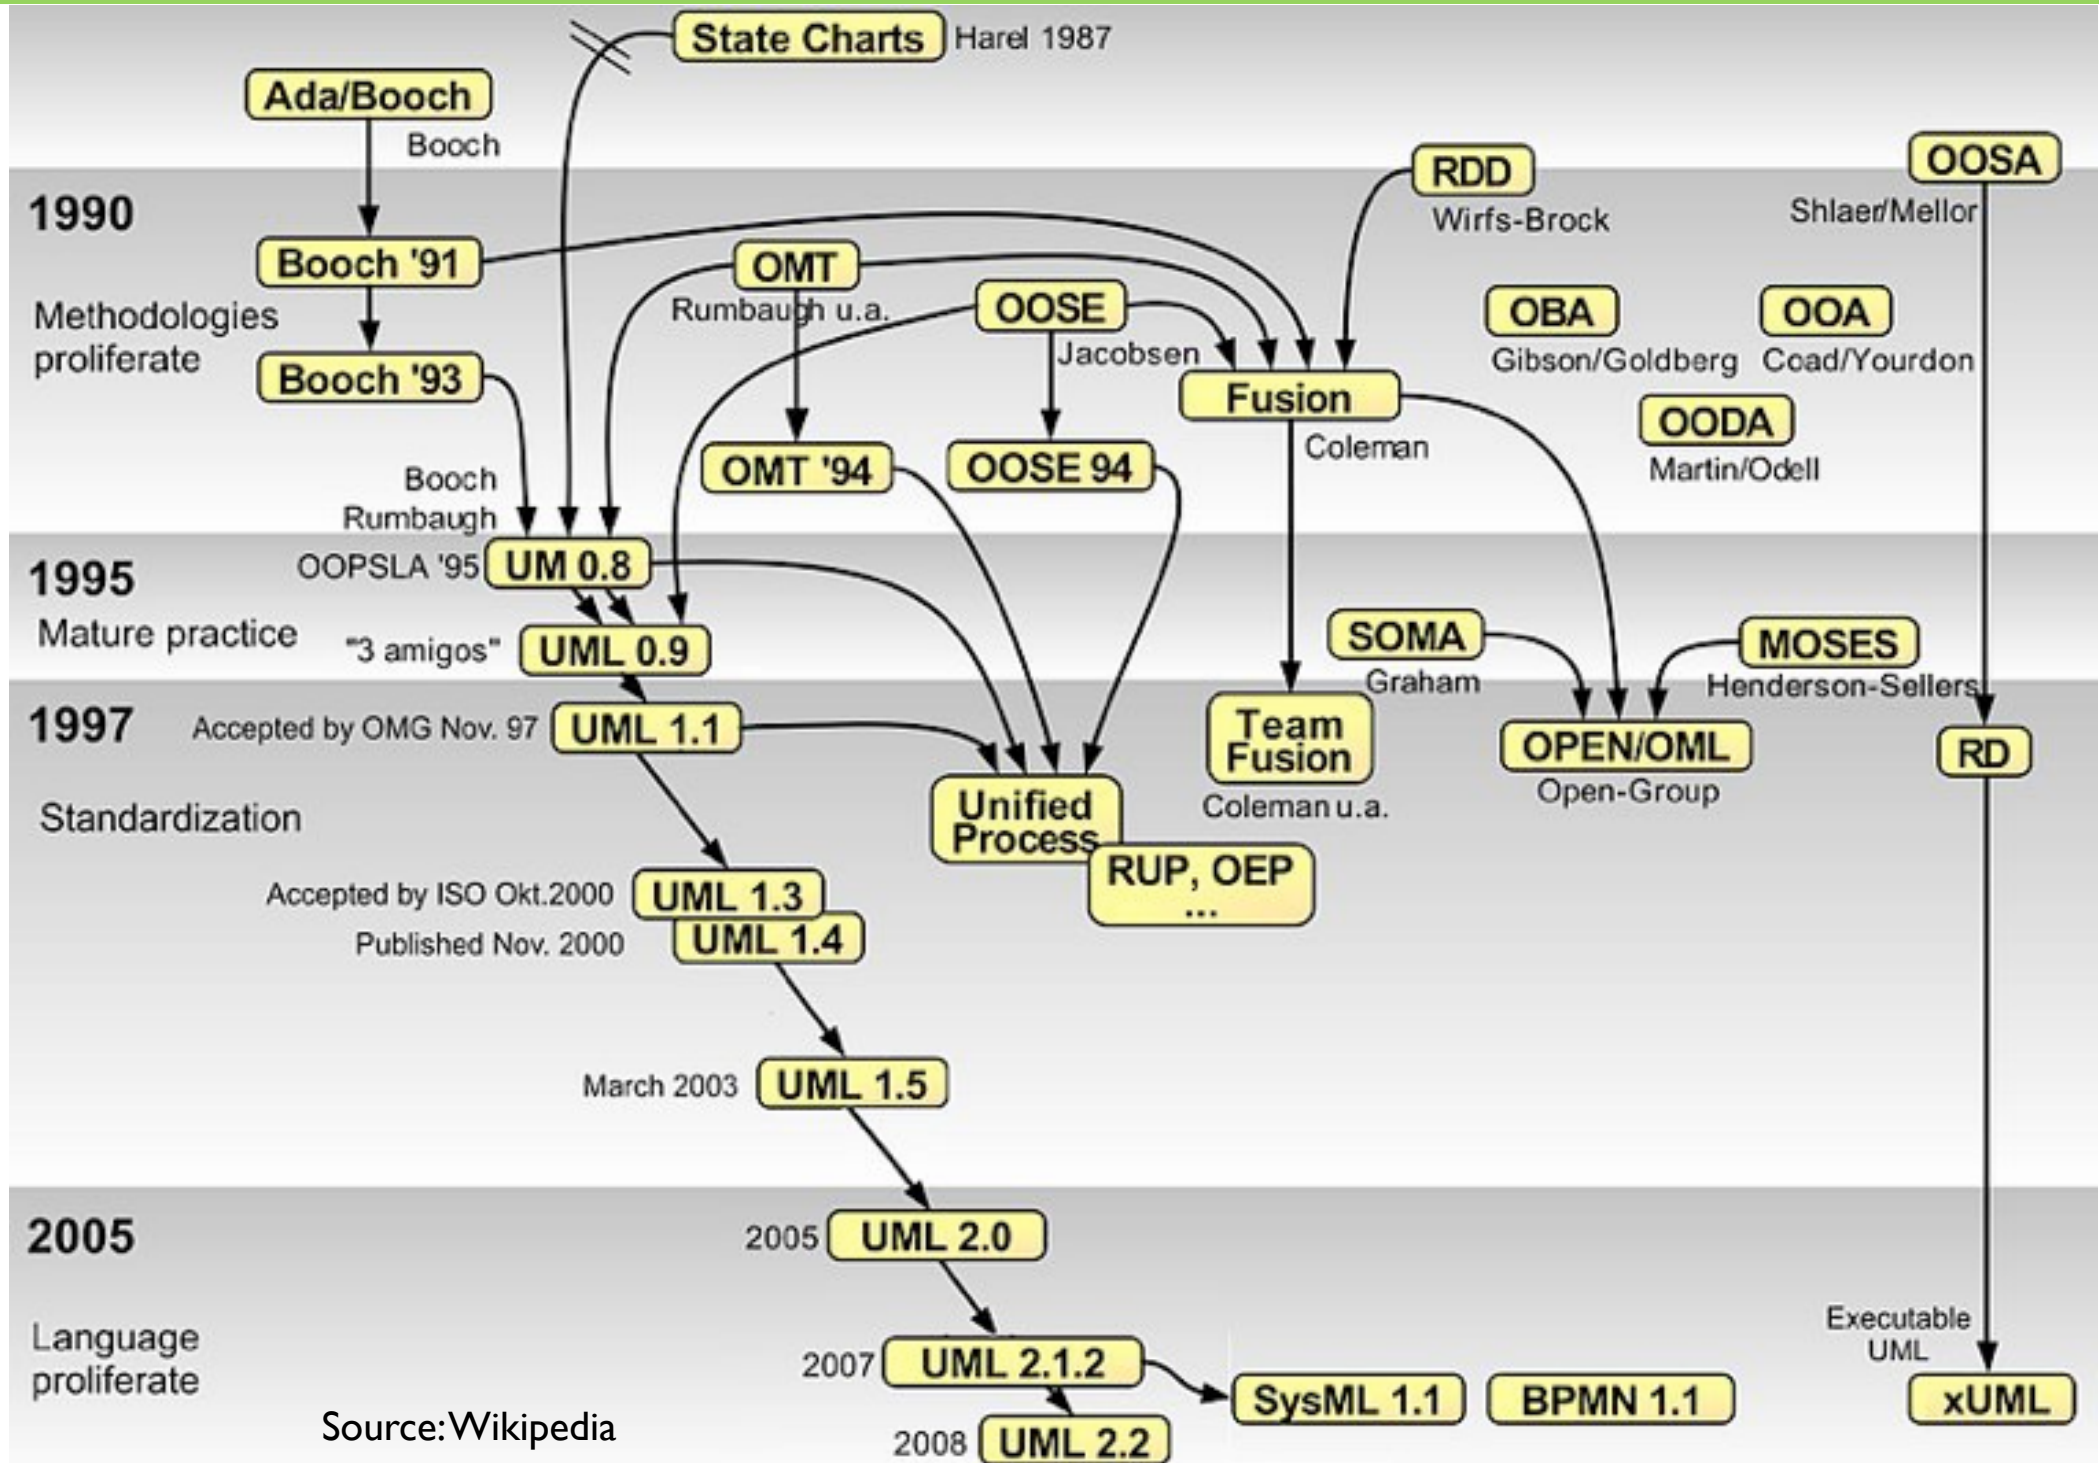 State Charts
Harel 1987
Ada/Booch
Booch
RDD
Wirfs-Brock
OOSA
Shlaer/Mellor
1990
Booch '91
OMT
Rumbaugh u.a.
OOSE
Jacobsen
OBA
Gibson/Goldberg
OOA
Coad/Yourdon
Methodologies
proliferate
Booch '93
Fusion
Coleman
OODA
Martin/Odell
OMT '94
OOSE 94
Booch
Rumbaugh
OOPSLA '95
UM 0.8
1995
Mature practice
"3 amigos"
UML 0.9
SOMA
Graham
MOSES
Henderson-Sellers
1997
Accepted by OMG Nov. 97
UML 1.1
Team
Fusion
Coleman u.a.
OPEN/OML
Open-Group
RD
Standardization
Unified
Process
RUP, OEP
...
Accepted by ISO Okt.2000
UML 1.3
Published Nov. 2000
UML 1.4
March 2003
UML 1.5
2005
2005
UML 2.0
Language
proliferate
2007
UML 2.1.2
SysML 1.1
BPMN 1.1
Executable
UML
xUML
2008
UML 2.2
Source: Wikipedia